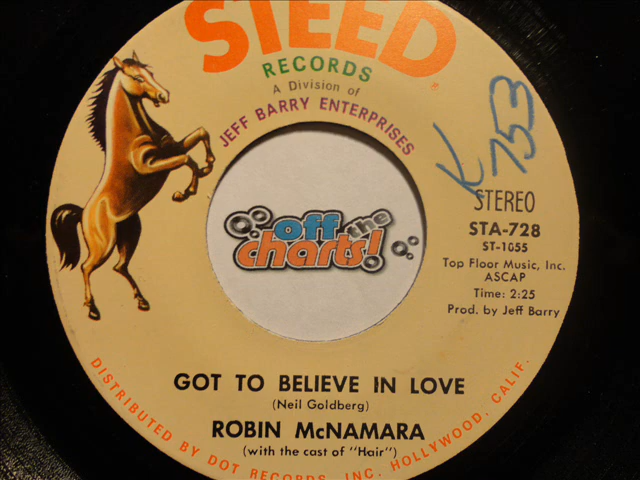 STEED
RECORDS
A Division of
JEFF BARRY ENTERPRISES
K 753
STEREO
STA-728
ST-1055
Top Floor Music, Inc.
ASCAP
Time: 2:25
Prod. by Jeff Barry
off the
charts!
GOT TO BELIEVE IN LOVE
(Neil Goldberg)
ROBIN McNAMARA
(with the cast of "Hair")
DISTRIBUTED BY DOT RECORDS, INC. HOLLYWOOD, CALIF.